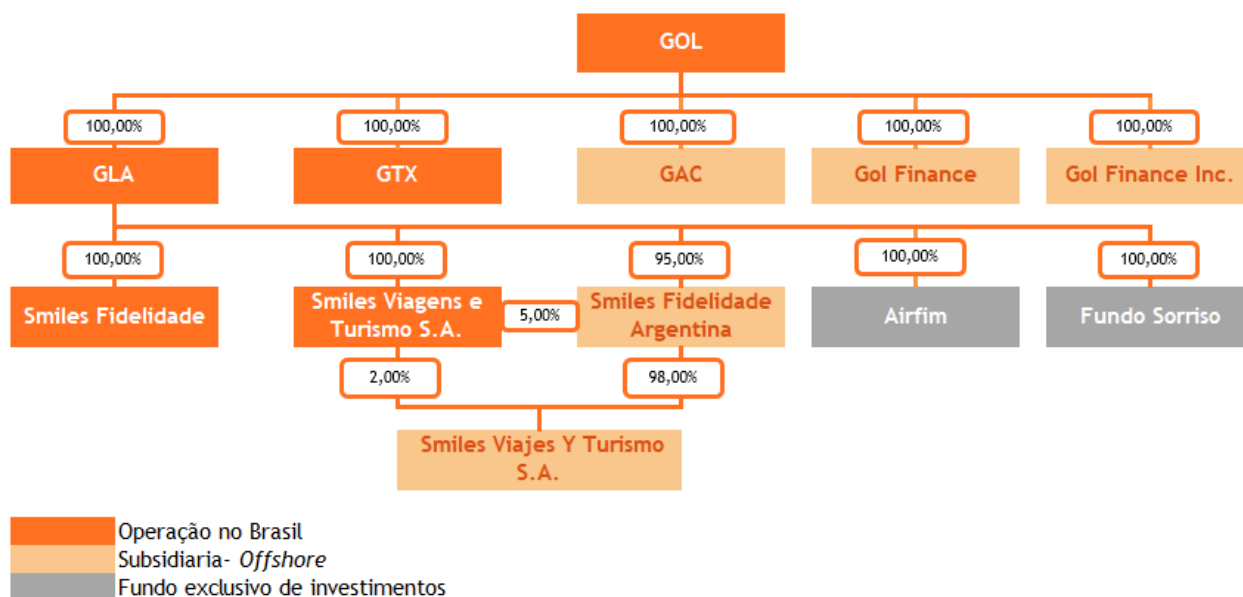 GOL
100,00%
100,00%
100,00%
100,00%
100,00%
GLA
GTX
GAC
Gol Finance
Gol Finance Inc.
100,00%
100,00%
95,00%
100,00%
100,00%
Smiles Fidelidade
Smiles Viagens e
Turismo S.A.
5,00%
Smiles Fidelidade
Argentina
Airfim
Fundo Sorriso
2,00%
98,00%
Smiles Viajes Y Turismo
S.A.
Operação no Brasil
Subsidiaria- Offshore
Fundo exclusivo de investimentos